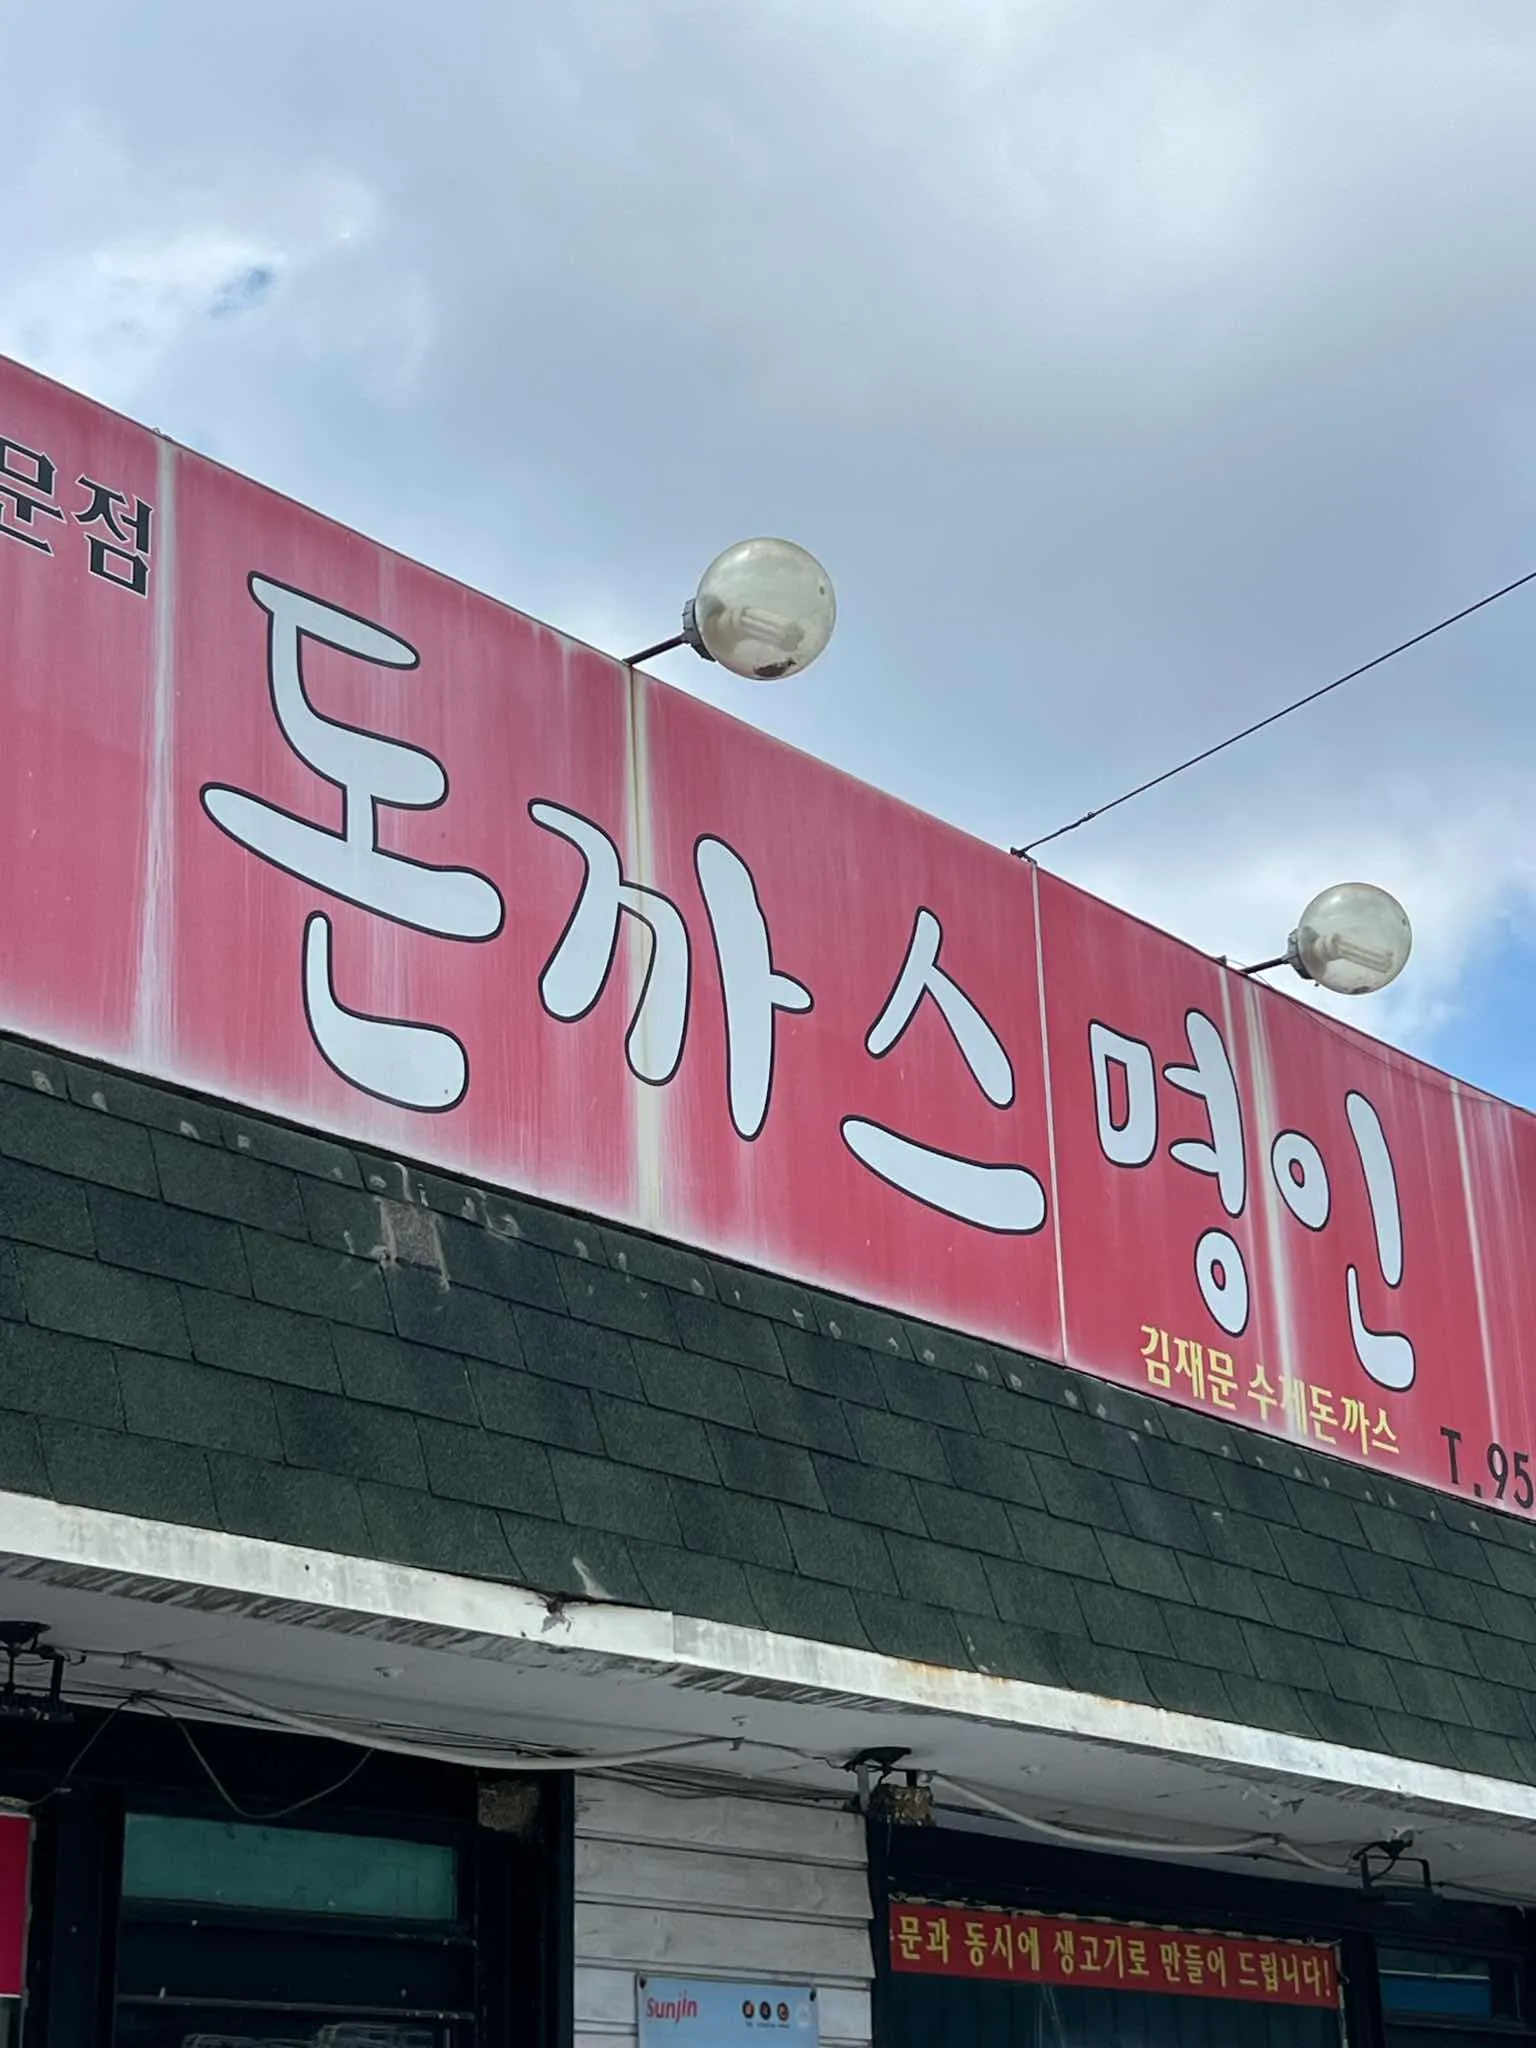 문점
돈까스 명인
김재문 수제돈까스
T.95
문과 동시에 생고기로 만들어 드립니다!
Sunjin